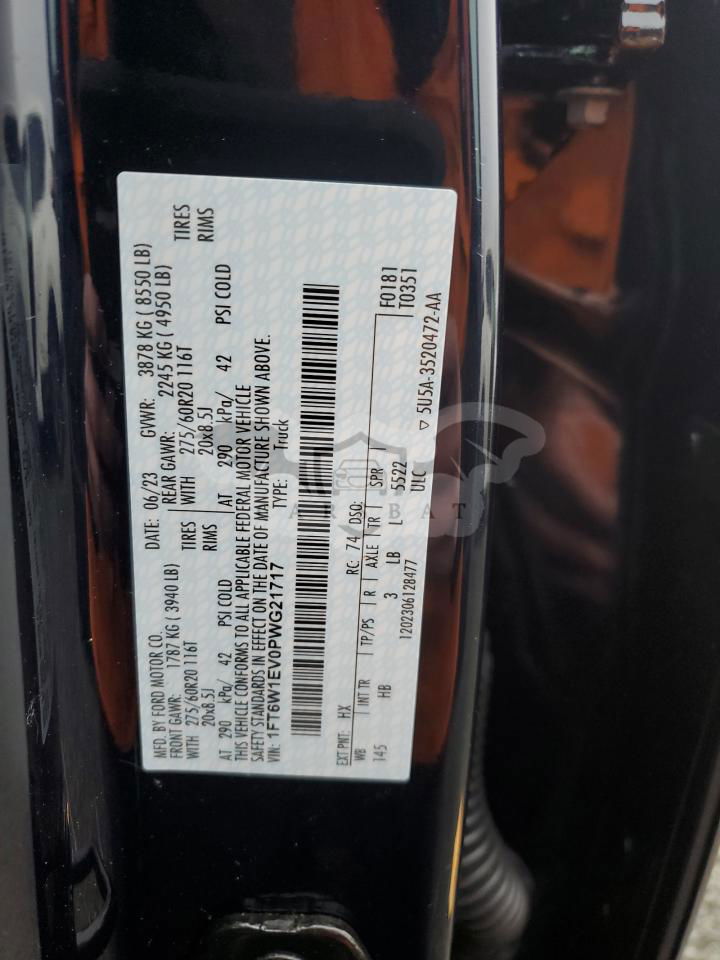 MFD. BY FORD MOTOR CO.
DATE: 06/23 GVWR: 3878 KG ( 8550 LB)
FRONT GAWR: 1787 KG ( 3940 LB) REAR GAWR: 2245 KG ( 4950 LB)
WITH 275/60R20 116T TIRES WITH 275/60R20 116T TIRES
20x8.5J RIMS 20x8.5J RIMS
AT 290 kPa/ 42 PSI COLD AT 290 kPa/ 42 PSI COLD
THIS VEHICLE CONFORMS TO ALL APPLICABLE FEDERAL MOTOR VEHICLE
SAFETY STANDARDS IN EFFECT ON THE DATE OF MANUFACTURE SHOWN ABOVE.
VIN: 1FT6W1EV0PWG21717 TYPE: Truck
EXT PNT: HX RC: 74 DSO: F0181
T0351
WB INT TR TP/PS R AXLE TR SPR
145 HB 3 LB L 5522
ULC
1202306128477
5U5A-3520472-AA
ARABAT